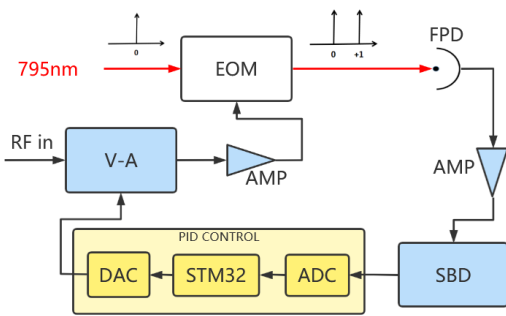 0
0
+1
FPD
795nm
EOM
RF in
V-A
AMP
AMP
PID CONTROL
DAC
STM32
ADC
SBD